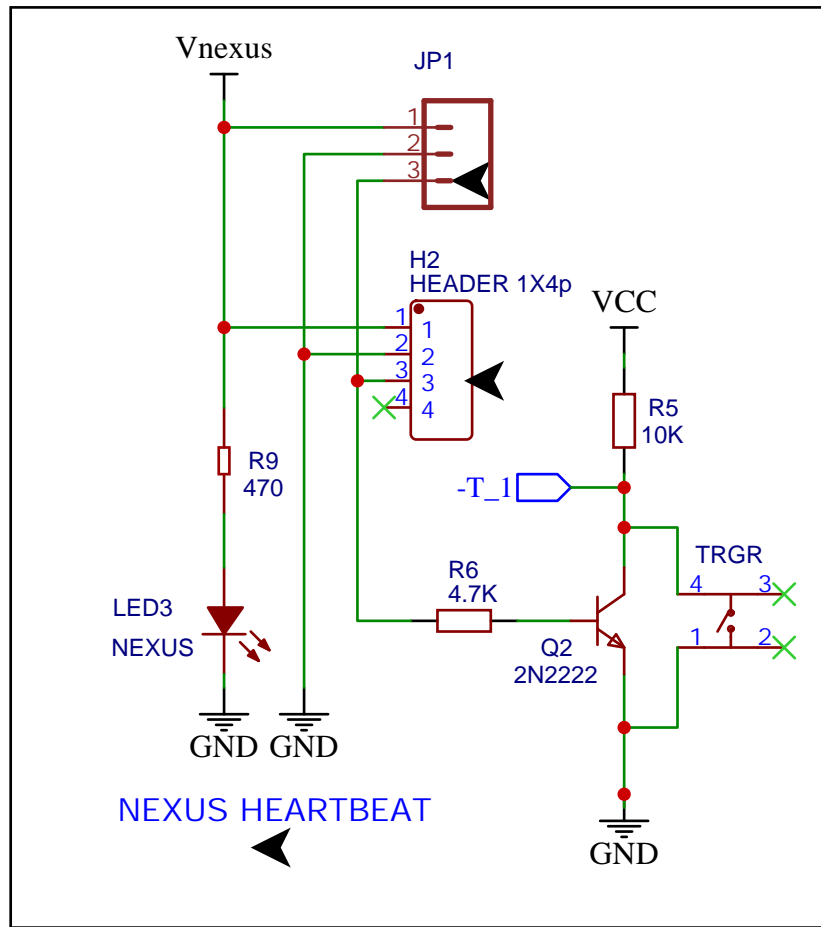 Vnexus
JP1
1
2
3
H2
HEADER 1X4p
1 1
2 2
3 3
4 4
VCC
R5
10K
R9
470
-T_1
TRGR
4 3
1 2
R6
4.7K
LED3
NEXUS
Q2
2N2222
GND GND
NEXUS HEARTBEAT
GND